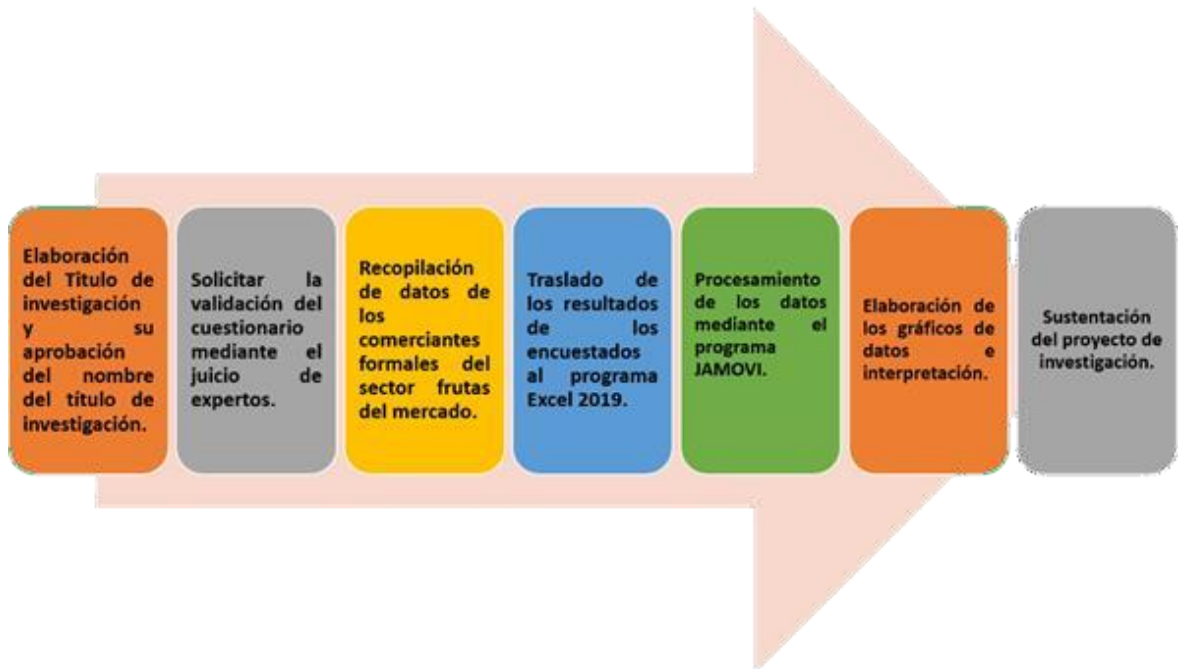 Elaboración
del Titulo de
investigación
y su
aprobación
del nombre
del título de
investigación.
Solicitar la
validación del
cuestionario
mediante el
juicio de
expertos.
Recopilación
de datos de
los
comerciantes
formales del
sector frutas
del mercado.
Traslado de
los resultados
de los
encuestados
al programa
Excel 2019.
Procesamiento
de los datos
mediante el
programa
JAMOVI.
Elaboración de
los gráficos de
datos e
interpretación.
Sustentación
del proyecto de
investigación.